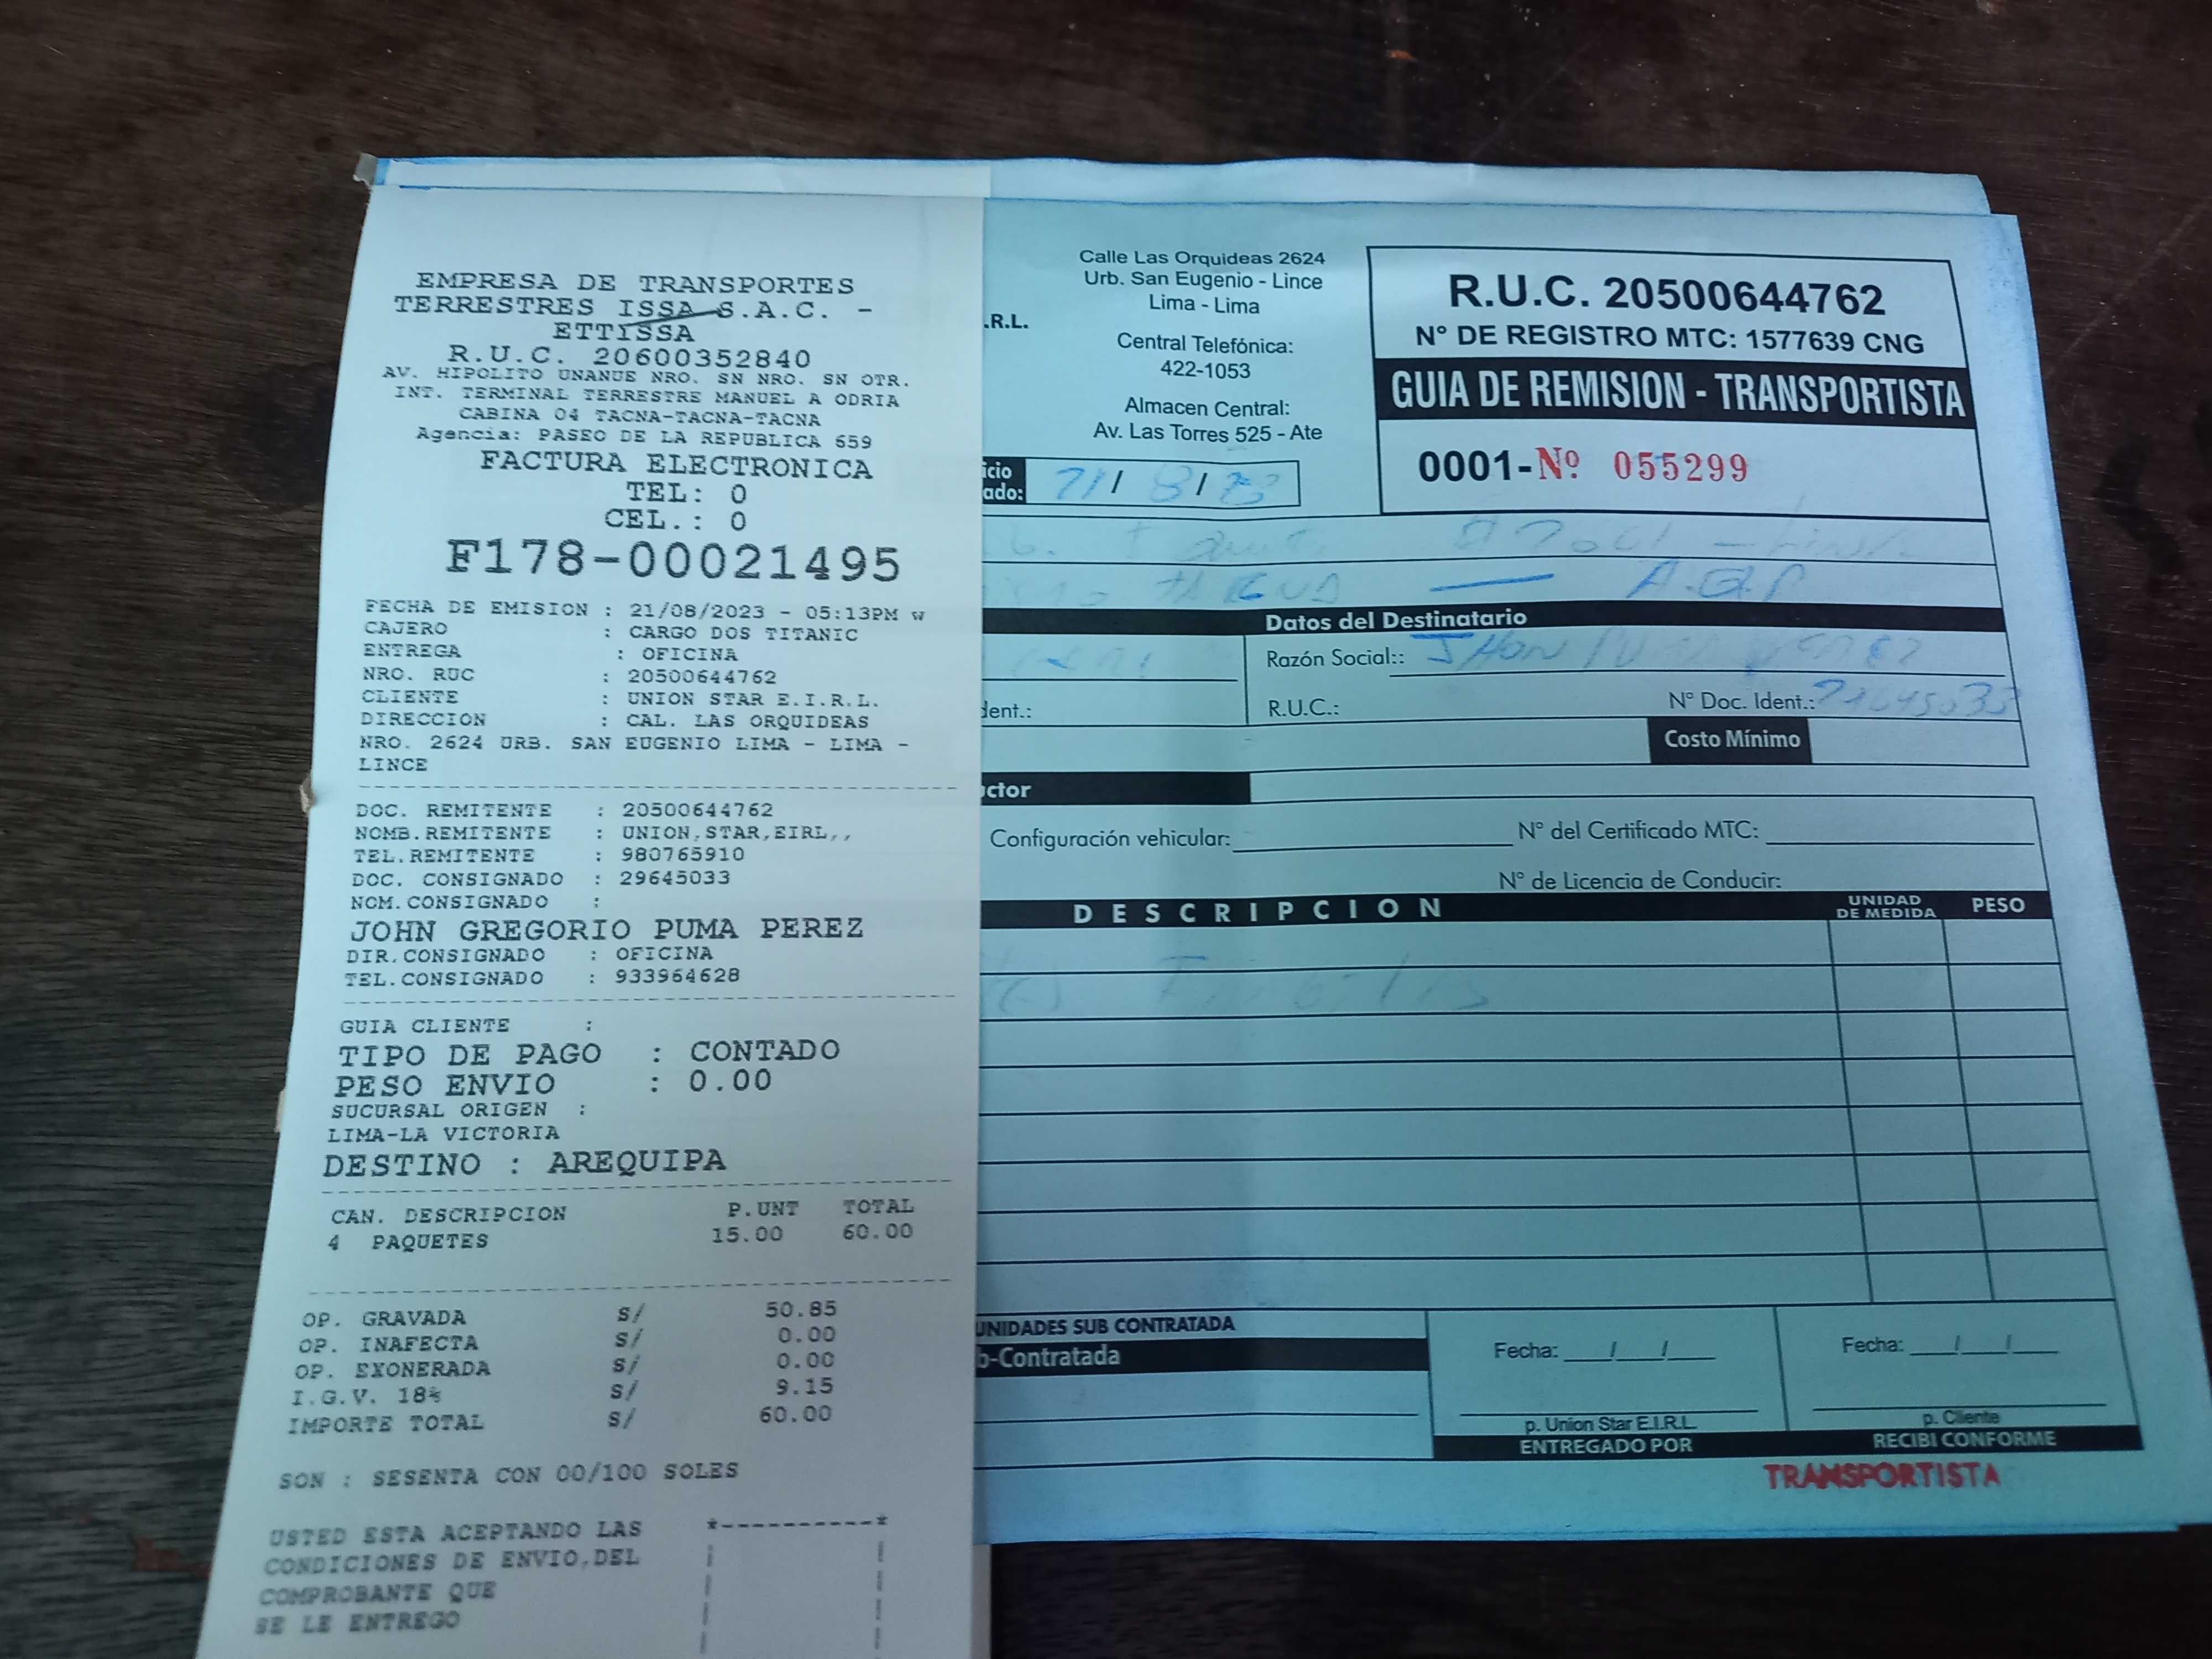 EMPRESA DE TRANSPORTES
TERRESTRES ISSA S.A.C. -
ETTISSA
R.U.C. 20600352840
AV. HIPOLITO UNANUE NRO. SN NRO. SN OTR.
INT. TERMINAL TERRESTRE MANUEL A ODRIA
CABINA 04 TACNA-TACNA-TACNA
Agencia: PASEO DE LA REPUBLICA 659
FACTURA ELECTRONICA
TEL: 0
CEL.: 0
F178-00021495
FECHA DE EMISION : 21/08/2023 - 05:13PM w
CAJERO : CARGO DOS TITANIC
ENTREGA : OFICINA
NRO. RUC : 20500644762
CLIENTE : UNION STAR E.I.R.L.
DIRECCION : CAL. LAS ORQUIDEAS
NRO. 2624 URB. SAN EUGENIO LIMA - LIMA -
LINCE
DOC. REMITENTE : 20500644762
NOMB.REMITENTE : UNION,STAR,EIRL,,
TEL.REMITENTE : 980765910
DOC. CONSIGNADO : 29645033
NOM.CONSIGNADO :
JOHN GREGORIO PUMA PEREZ
DIR.CONSIGNADO : OFICINA
TEL.CONSIGNADO : 933964628
GUIA CLIENTE :
TIPO DE PAGO : CONTADO
PESO ENVIO : 0.00
SUCURSAL ORIGEN :
LIMA-LA VICTORIA
DESTINO : AREQUIPA
CAN. DESCRIPCION P.UNT TOTAL
4 PAQUETES 15.00 60.00
OP. GRAVADA S/ 50.85
OP. INAFECTA S/ 0.00
OP. EXONERADA S/ 0.00
I.G.V. 18% S/ 9.15
IMPORTE TOTAL S/ 60.00
SON : SESENTA CON 00/100 SOLES
USTED ESTA ACEPTANDO LAS
CONDICIONES DE ENVIO,DEL
COMPROBANTE QUE
SE LE ENTREGO
.R.L.
Calle Las Orquideas 2624
Urb. San Eugenio - Lince
Lima - Lima
Central Telefónica:
422-1053
Almacen Central:
Av. Las Torres 525 - Ate
R.U.C. 20500644762
N° DE REGISTRO MTC: 1577639 CNG
GUIA DE REMISION - TRANSPORTISTA
0001-Nº 055299
icio
ado: 21/ 8/ 23
A.Q.P
Datos del Destinatario
Razón Social::
dent.: R.U.C.: N° Doc. Ident.:
Costo Mínimo
ctor
Configuración vehicular: N° del Certificado MTC:
N° de Licencia de Conducir:
DESCRIPCION UNIDAD DE MEDIDA PESO
UNIDADES SUB CONTRATADA
b-Contratada
Fecha: / / Fecha: / /
p. Union Star E.I.R.L. p. Cliente
ENTREGADO POR RECIBI CONFORME
TRANSPORTISTA